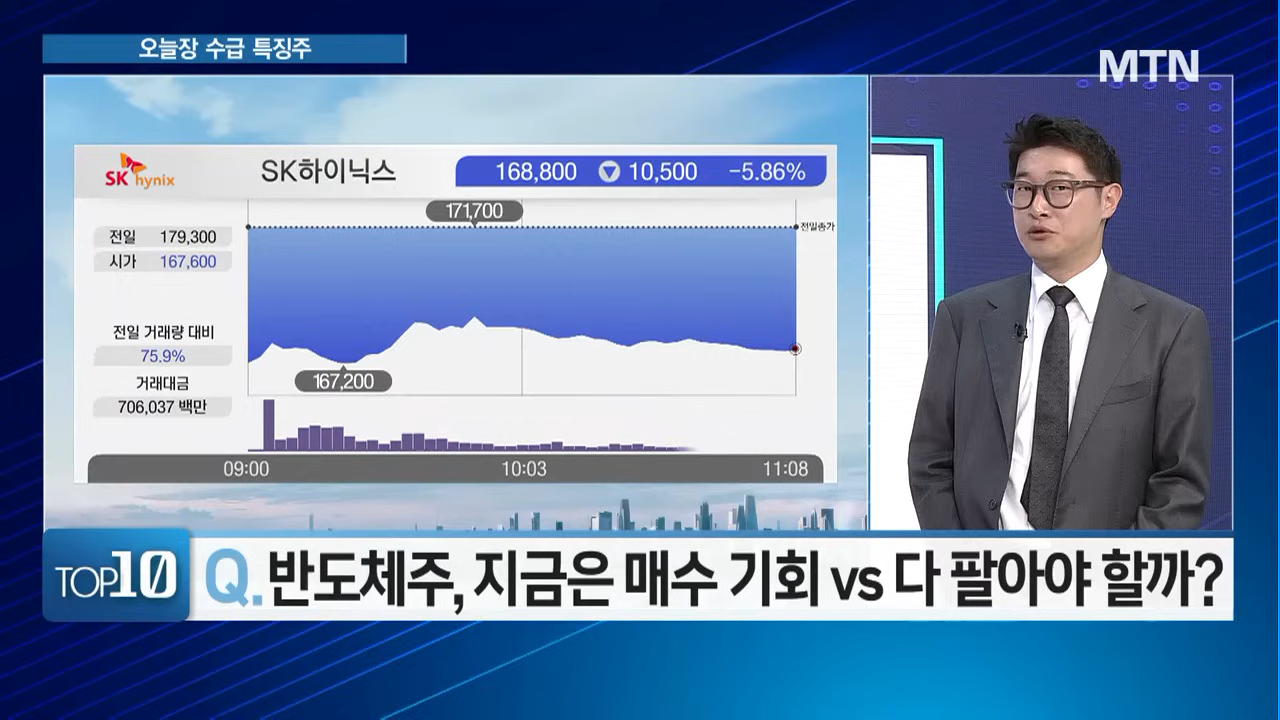 오늘장 수급 특징주
MTN
SK hynix
SK하이닉스
168,800 ▼ 10,500 -5.86%
171,700
전일종가
전일 179,300
시가 167,600
전일 거래량 대비
75.9%
거래대금
706,037 백만
167,200
09:00 10:03 11:08
TOP10
Q. 반도체주, 지금은 매수 기회 vs 다 팔아야 할까?